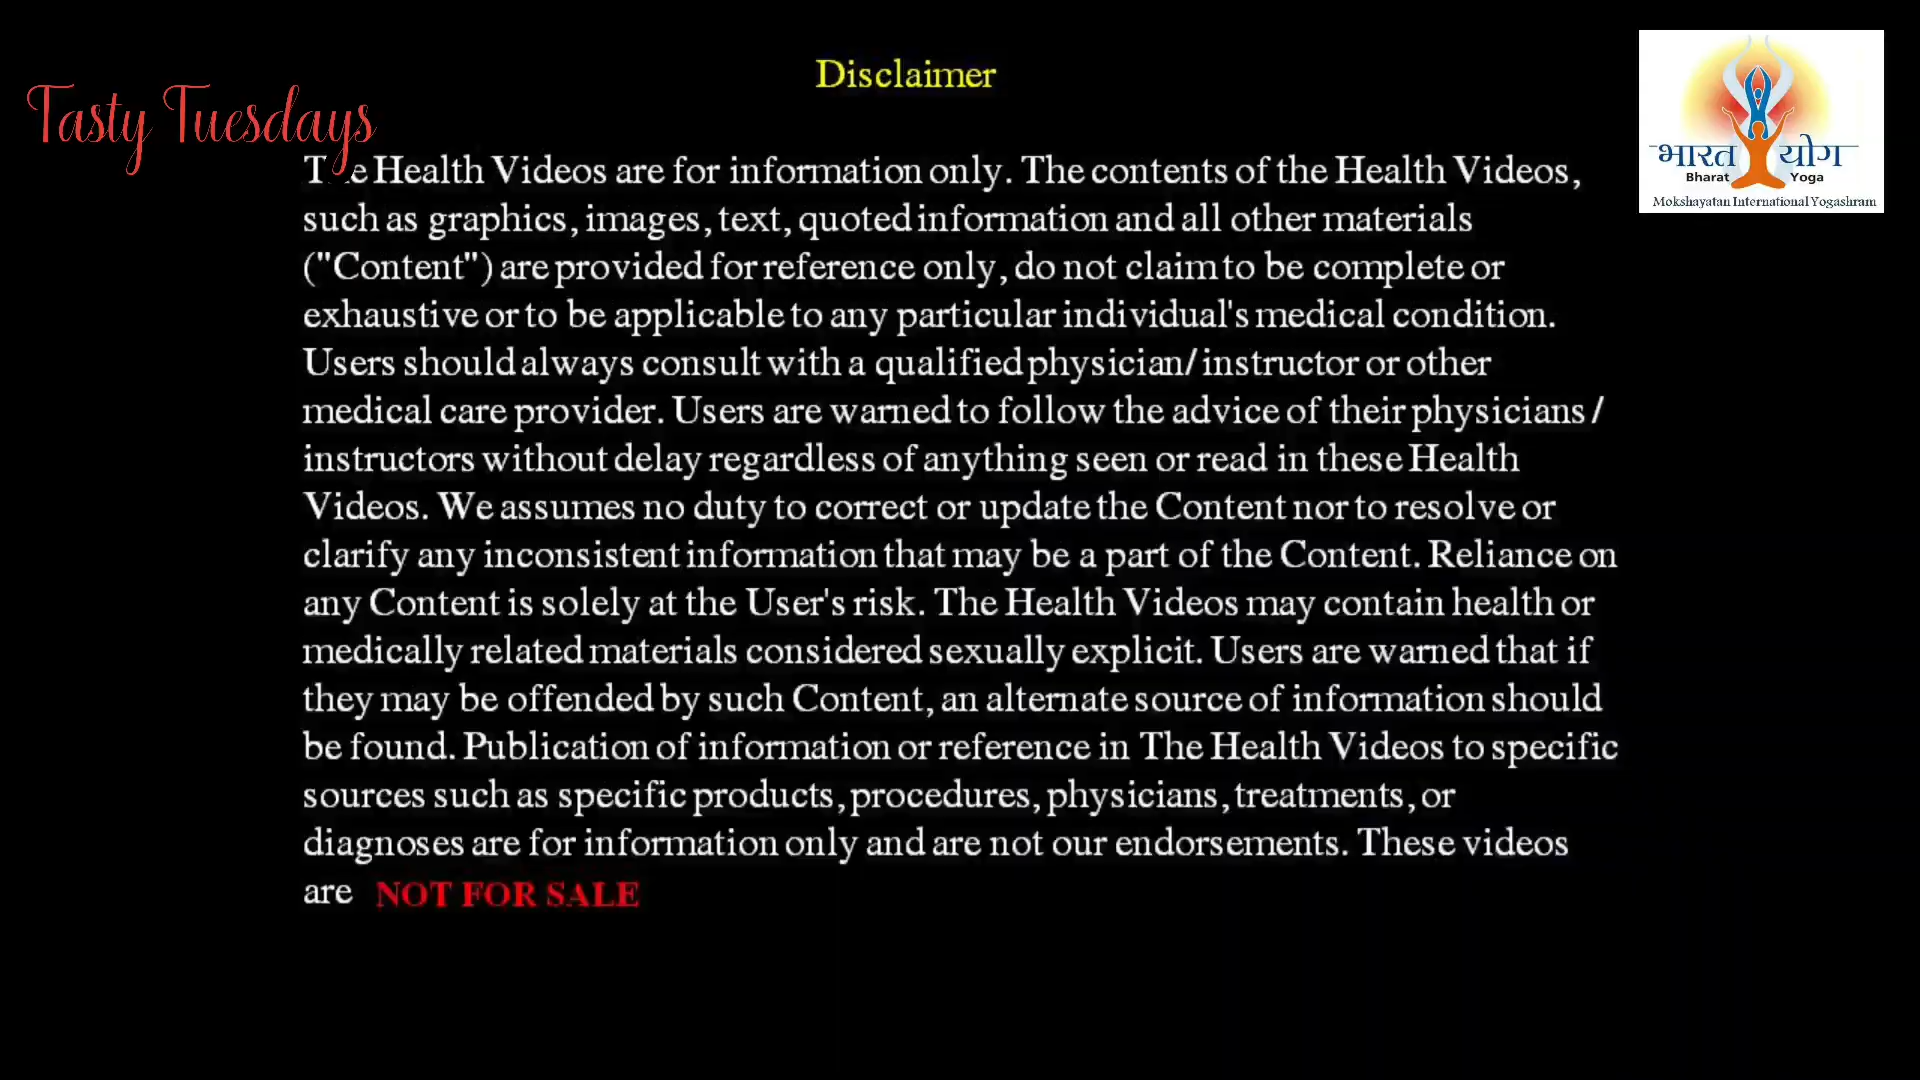 Disclaimer
Tasty Tuesdays
The Health Videos are for information only. The contents of the Health Videos,
such as graphics, images, text, quoted information and all other materials
("Content") are provided for reference only, do not claim to be complete or
exhaustive or to be applicable to any particular individual's medical condition.
Users should always consult with a qualified physician/ instructor or other
medical care provider. Users are warned to follow the advice of their physicians /
instructors without delay regardless of anything seen or read in these Health
Videos. We assumes no duty to correct or update the Content nor to resolve or
clarify any inconsistent information that may be a part of the Content. Reliance on
any Content is solely at the User's risk. The Health Videos may contain health or
medically related materials considered sexually explicit. Users are warned that if
they may be offended by such Content, an alternate source of information should
be found. Publication of information or reference in The Health Videos to specific
sources such as specific products, procedures, physicians, treatments, or
diagnoses are for information only and are not our endorsements. These videos
are NOT FOR SALE
भारत योग
Bharat Yoga
Mokshayatan International Yogashram